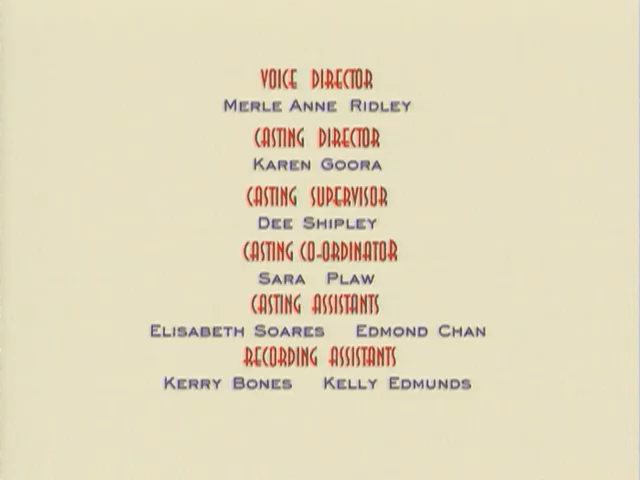 VOICE DIRECTOR
MERLE ANNE RIDLEY
CASTING DIRECTOR
KAREN GOORA
CASTING SUPERVISOR
DEE SHIPLEY
CASTING CO-ORDINATOR
SARA PLAW
CASTING ASSISTANTS
ELISABETH SOARES EDMOND CHAN
RECORDING ASSISTANTS
KERRY BONES KELLY EDMUNDS